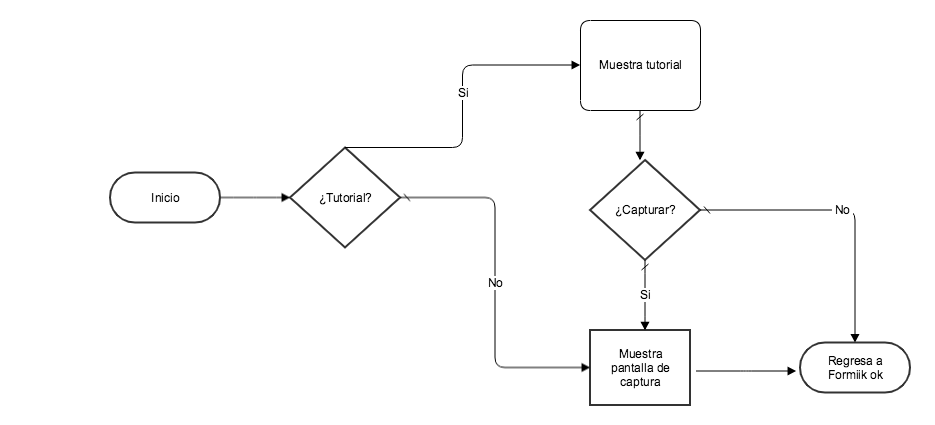 Muestra tutorial
Si
Inicio
¿Tutorial?
¿Capturar?
No
No
Si
Muestra
pantalla de
captura
Regresa a
Formiik ok